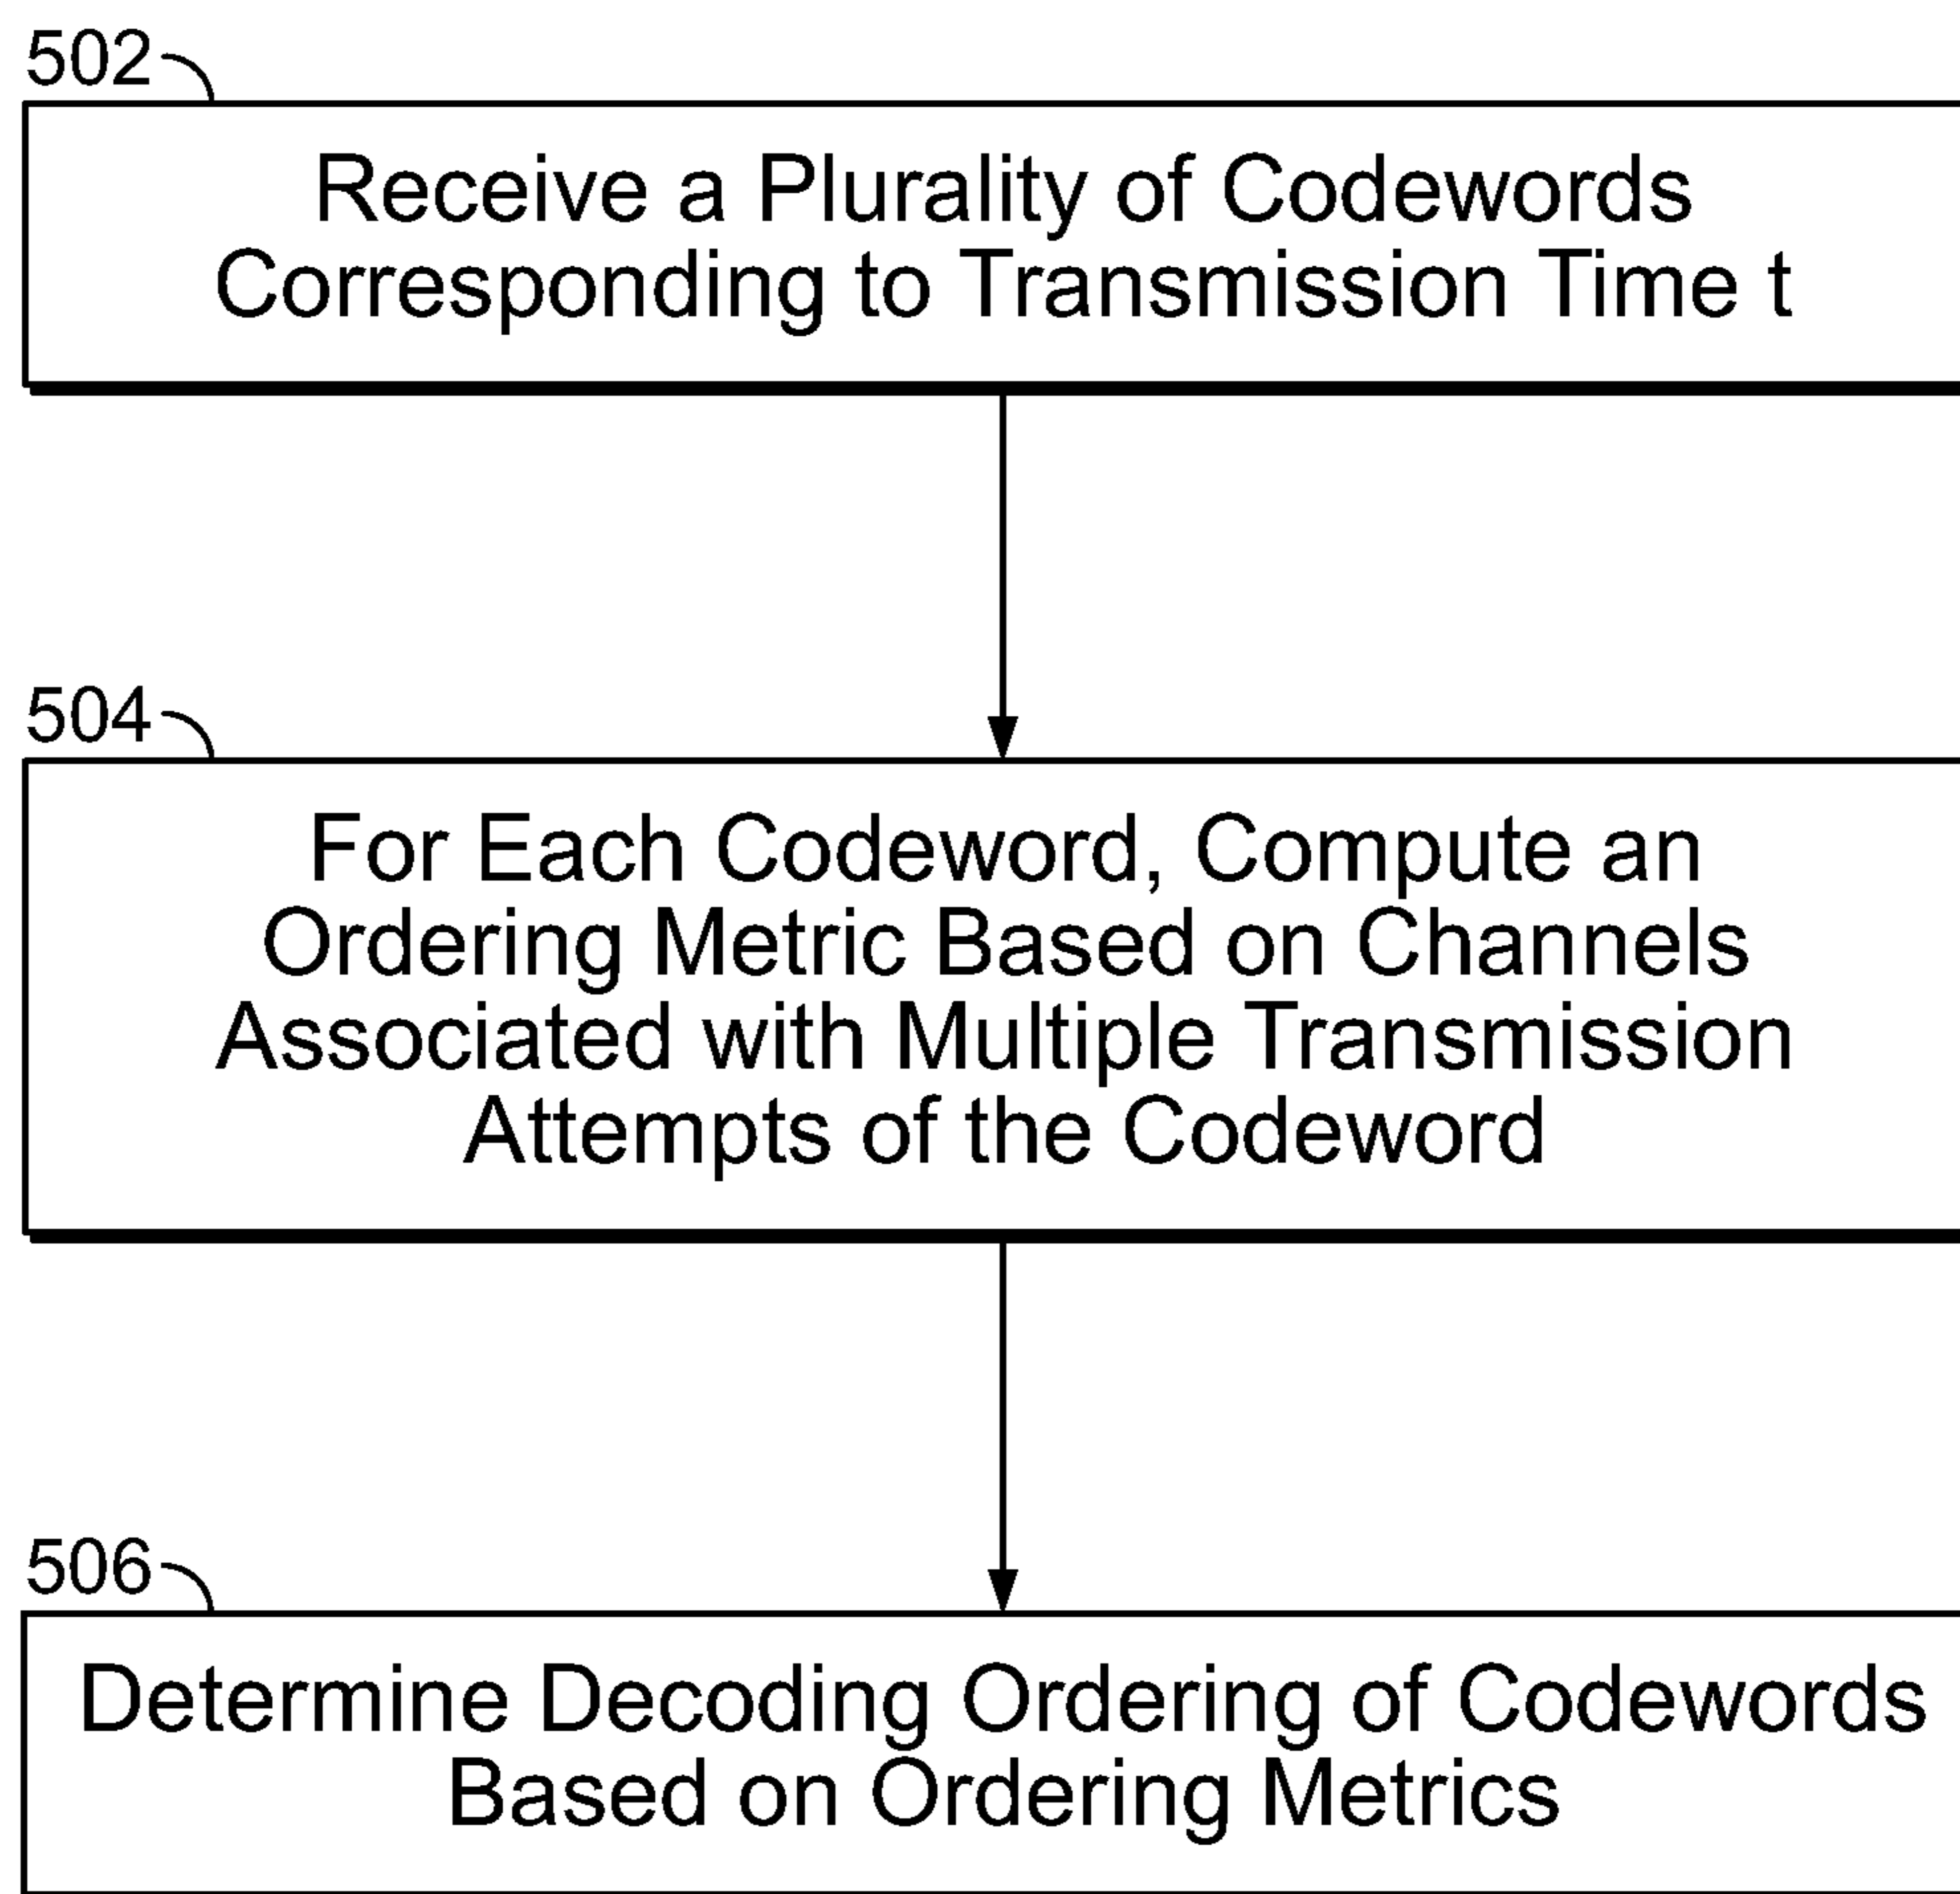 502
Receive a Plurality of Codewords
Corresponding to Transmission Time t
504
For Each Codeword, Compute an
Ordering Metric Based on Channels
Associated with Multiple Transmission
Attempts of the Codeword
506
Determine Decoding Ordering of Codewords
Based on Ordering Metrics